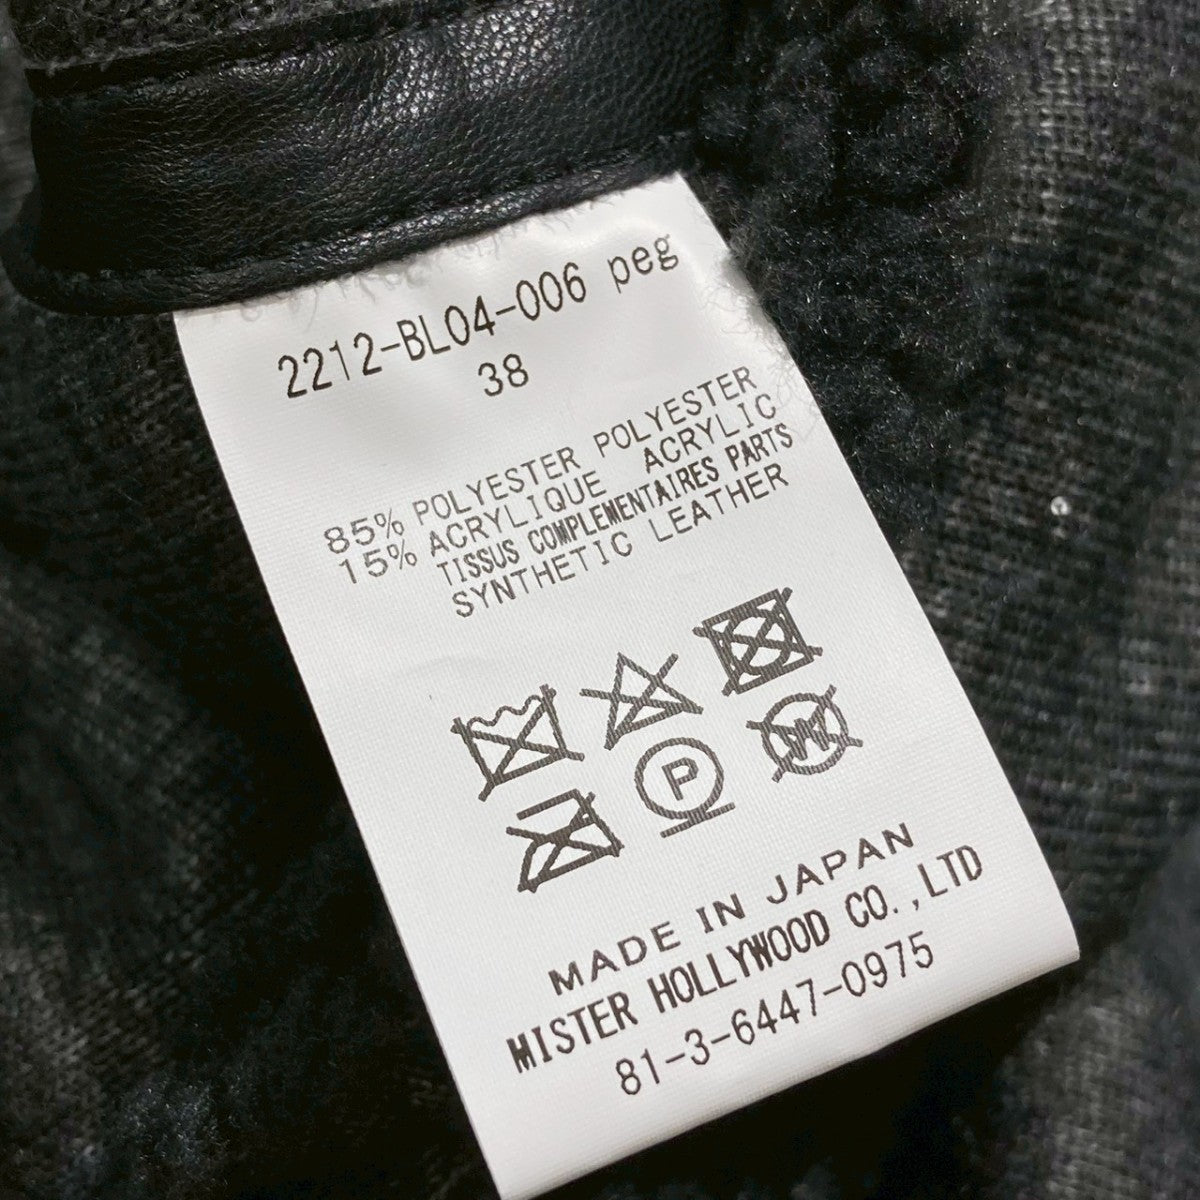 2212-BL04-006 peg
38
85% POLYESTER POLYESTER
15% ACRYLIQUE ACRYLIC
TISSUS COMPLEMENTAIRES PARTS
SYNTHETIC LEATHER
P
W
MADE IN JAPAN
MISTER HOLLYWOOD CO.,LTD
81-3-6447-0975